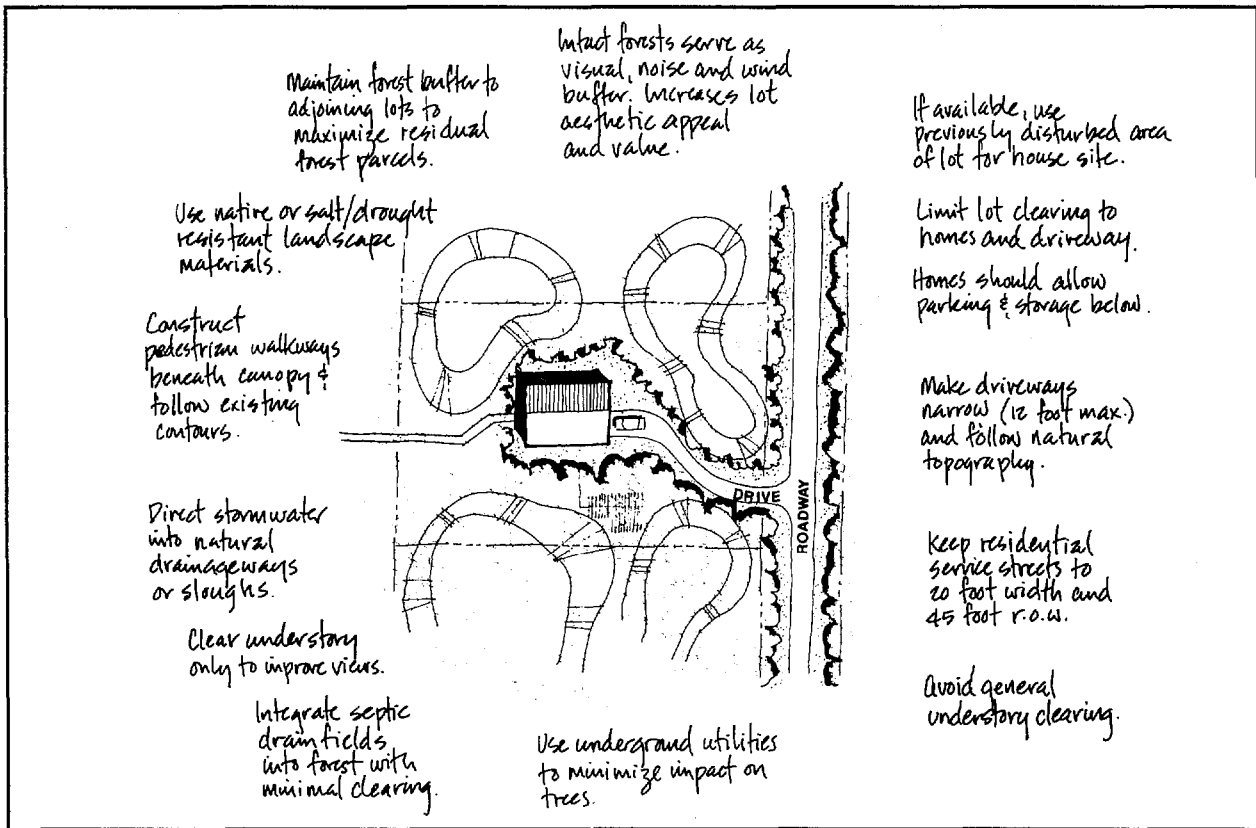 Maintain forest buffer to
adjoining lots to
maximize residual
forest parcels.
Intact forests serve as
visual, noise and wind
buffer. Increases lot
aesthetic appeal
and value.
If available, use
previously disturbed area
of lot for house site.
Use native or salt/drought
resistant landscape
materials.
Limit lot clearing to
homes and driveway.
Homes should allow
parking & storage below.
Construct
pedestrian walkways
beneath canopy &
follow existing
contours.
Make driveways
narrow (12 foot max.)
and follow natural
topography.
DRIVE
ROADWAY
Direct stormwater
into natural
drainageways
or sloughs.
Keep residential
service streets to
20 foot width and
45 foot r.o.w.
Clear understory
only to improve views.
Avoid general
understory clearing.
Integrate septic
drain fields
into forest with
minimal clearing.
Use underground utilities
to minimize impact on
trees.